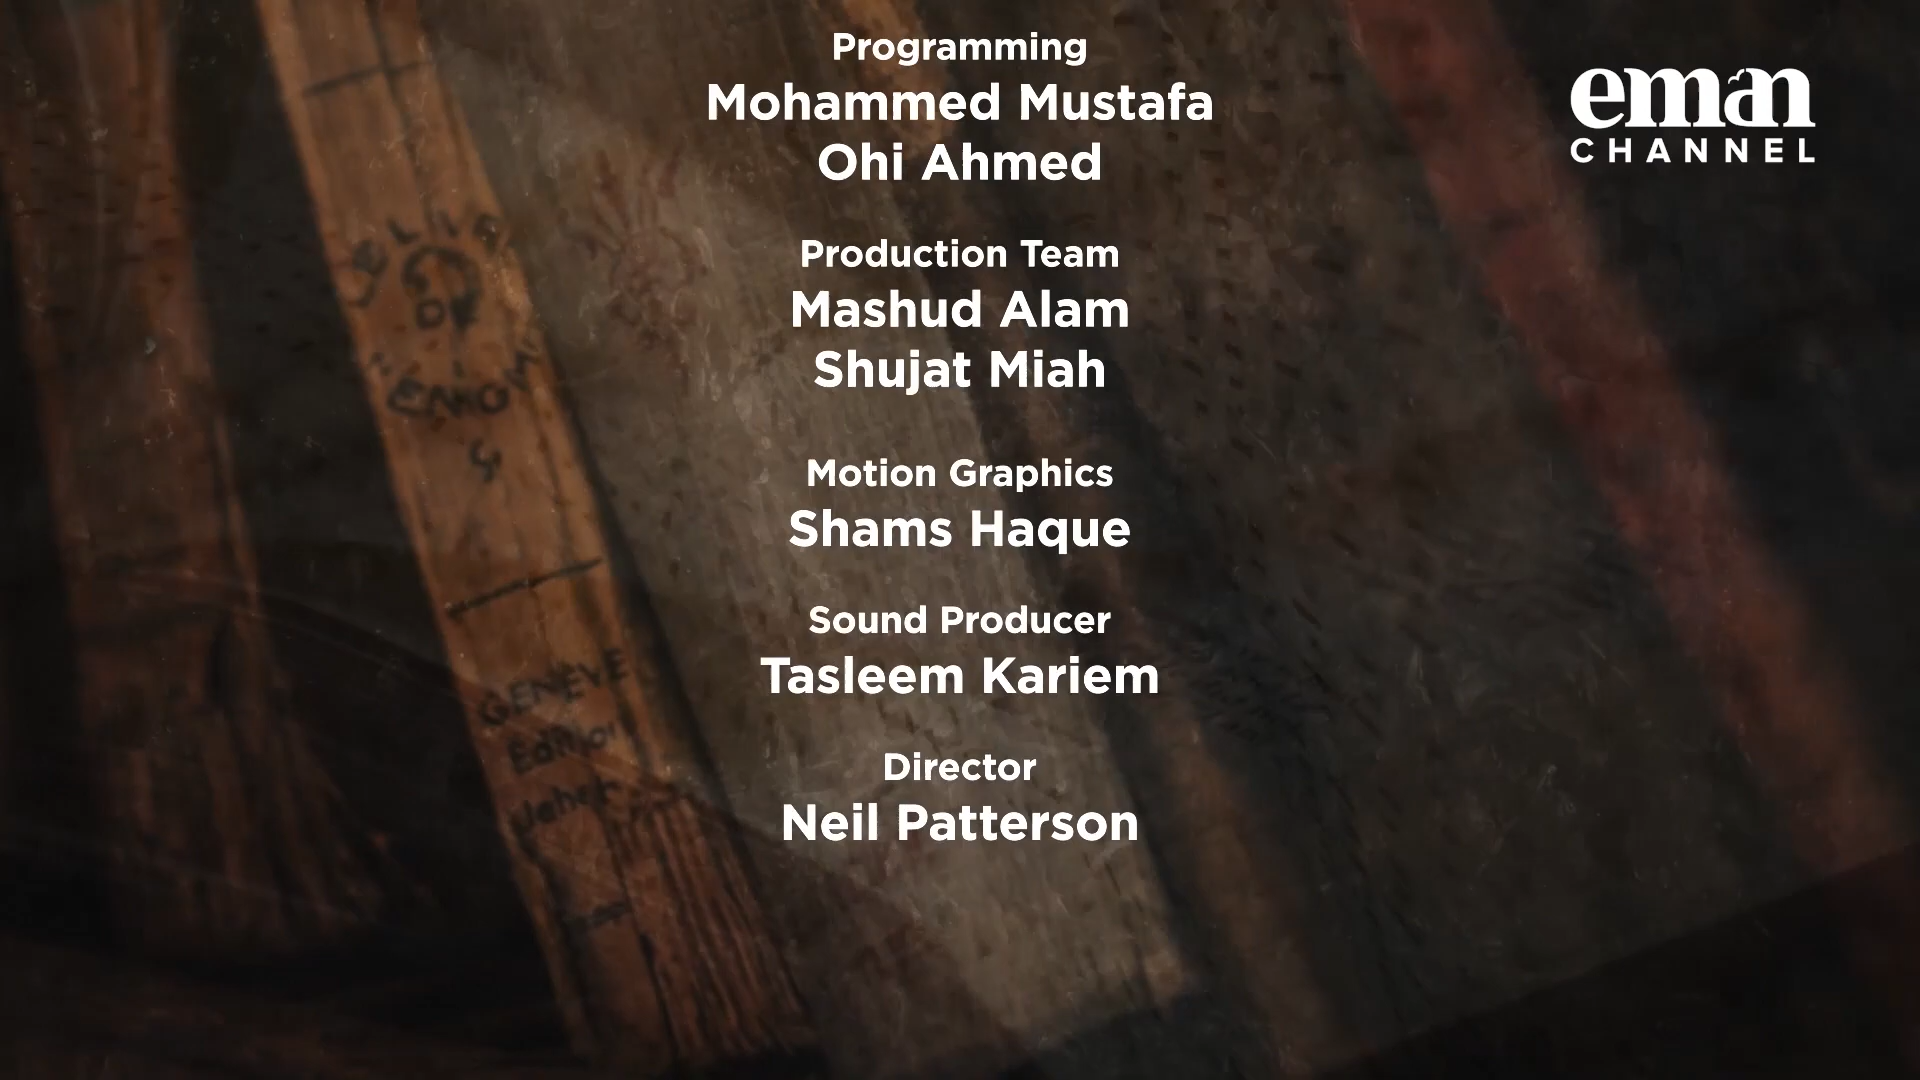 Programming
Mohammed Mustafa
Ohi Ahmed
eman
CHANNEL
Production Team
Mashud Alam
Shujat Miah
Motion Graphics
Shams Haque
Sound Producer
Tasleem Kariem
Director
Neil Patterson
GENEVE